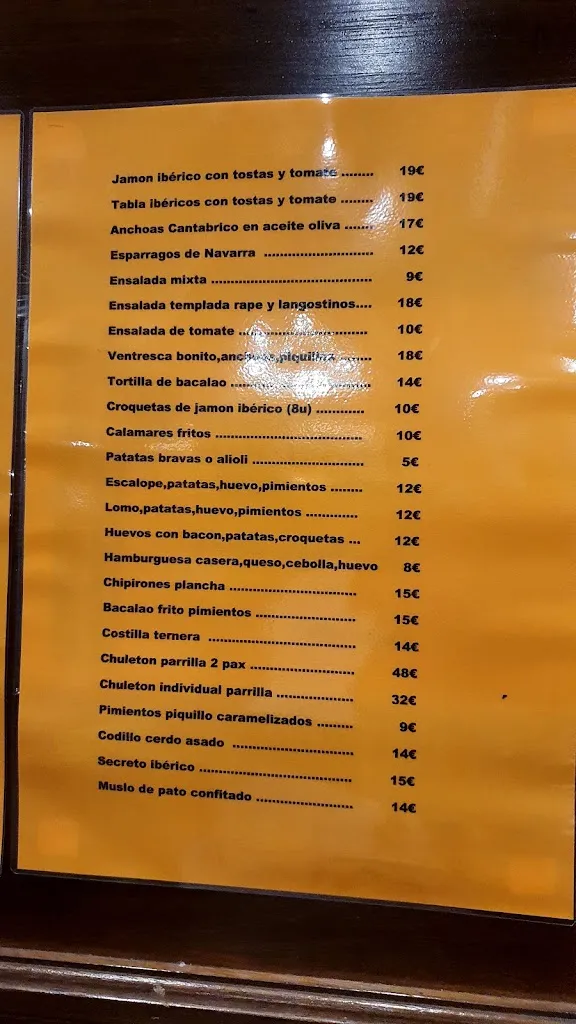 Jamon ibérico con tostas y tomate ........ 19€
Tabla ibéricos con tostas y tomate ........ 19€
Anchoas Cantabrico en aceite oliva ....... 17€
Esparragos de Navarra ........................... 12€
Ensalada mixta ........................................ 9€
Ensalada templada rape y langostinos.... 18€
Ensalada de tomate ................................ 10€
Ventresca bonito,anchoas,piquillos ........ 18€
Tortilla de bacalao ................................... 14€
Croquetas de jamon ibérico (8u) ............ 10€
Calamares fritos ..................................... 10€
Patatas bravas o alioli ............................ 5€
Escalope,patatas,huevo,pimientos ........ 12€
Lomo,patatas,huevo,pimientos ............. 12€
Huevos con bacon,patatas,croquetas ... 12€
Hamburguesa casera,queso,cebolla,huevo 8€
Chipirones plancha ................................ 15€
Bacalao frito pimientos ......................... 15€
Costilla ternera ..................................... 14€
Chuleton parrilla 2 pax .......................... 48€
Chuleton individual parrilla ................... 32€
Pimientos piquillo caramelizados ......... 9€
Codillo cerdo asado .............................. 14€
Secreto ibérico ...................................... 15€
Muslo de pato confitado ........................ 14€